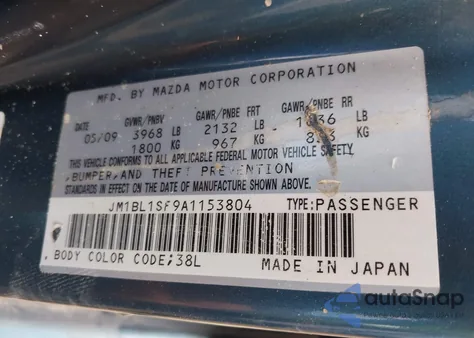 MFD. BY MAZDA MOTOR CORPORATION
DATE GVWR/PNBV GAWR/PNBE FRT GAWR/PNBE RR
05/09 3968 LB 2132 LB LB
1800 KG 967 KG KG
THIS VEHICLE CONFORMS TO ALL APPLICABLE FEDERAL MOTOR VEHICLE SAFETY
,BUMPER,AND THEFT PREVENTION
STANDARDS IN EFFECT ON THE DATE OF MANUFACTURE SHOWN ABOVE.
TYPE:PASSENGER
BODY COLOR CODE:38L MADE IN JAPAN
autoSnap